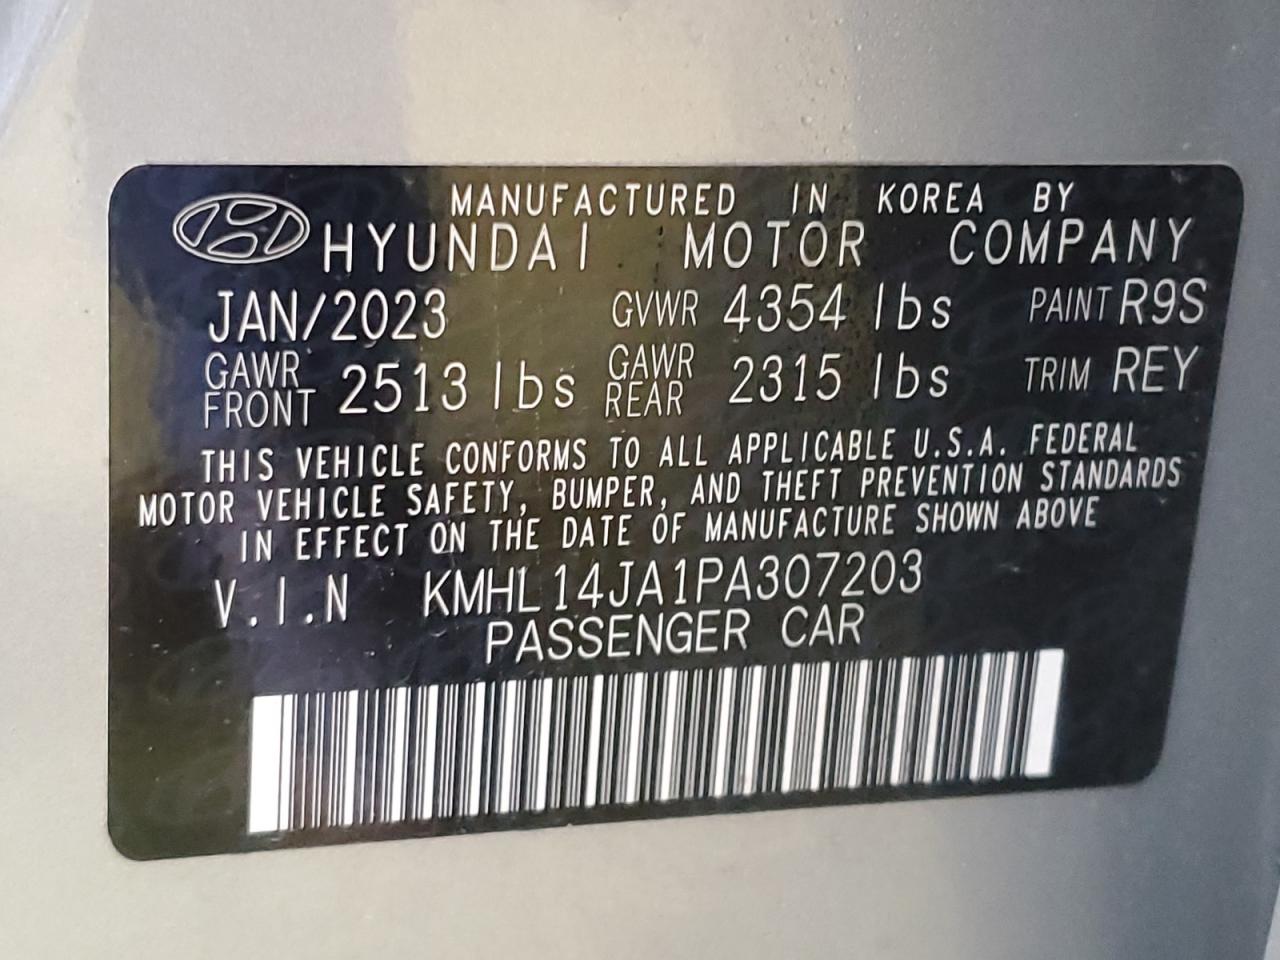 MANUFACTURED IN KOREA BY
HYUNDAI MOTOR COMPANY
JAN/2023 GVWR 4354 lbs PAINT R9S
GAWR FRONT 2513 lbs GAWR REAR 2315 lbs TRIM REY
THIS VEHICLE CONFORMS TO ALL APPLICABLE U.S.A. FEDERAL
MOTOR VEHICLE SAFETY, BUMPER, AND THEFT PREVENTION STANDARDS
IN EFFECT ON THE DATE OF MANUFACTURE SHOWN ABOVE
V.I.N KMHL14JA1PA307203
PASSENGER CAR